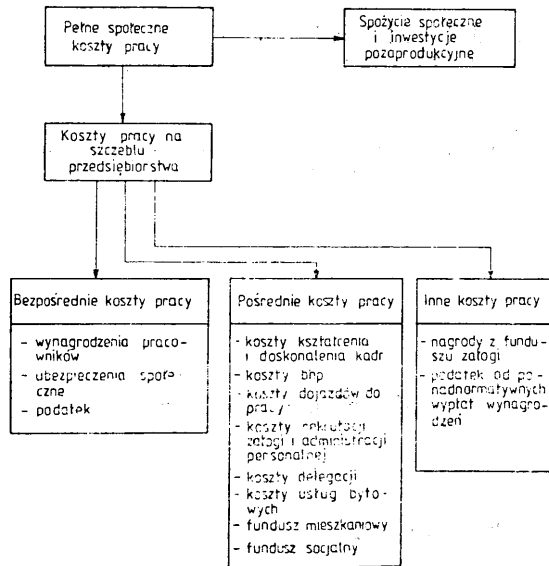 Pełne społeczne
koszty pracy
Spożycie społeczne
i inwestycje
pozaprodukcyjne
Koszty pracy na
szczeblu
przedsiębiorstwa
Bezpośrednie koszty pracy
- wynagrodzenia praco-
wników
- ubezpieczenia społe
czne
- podatek
Pośrednie koszty pracy
- koszty kształcenia
i doskonalenia kadr
- koszty bhp
- koszty dojazdów do
pracy
- koszty rekrutacji
załogi i administracji
personalnej
- koszty delegacji
- koszty usług byto-
wych
- fundusz mieszkaniowy
- fundusz socjalny
Inne koszty pracy
- nagrody z fundu-
szu załogi
- podatek od po-
nadnormatywnych
wypłat wynagro-
dzeń